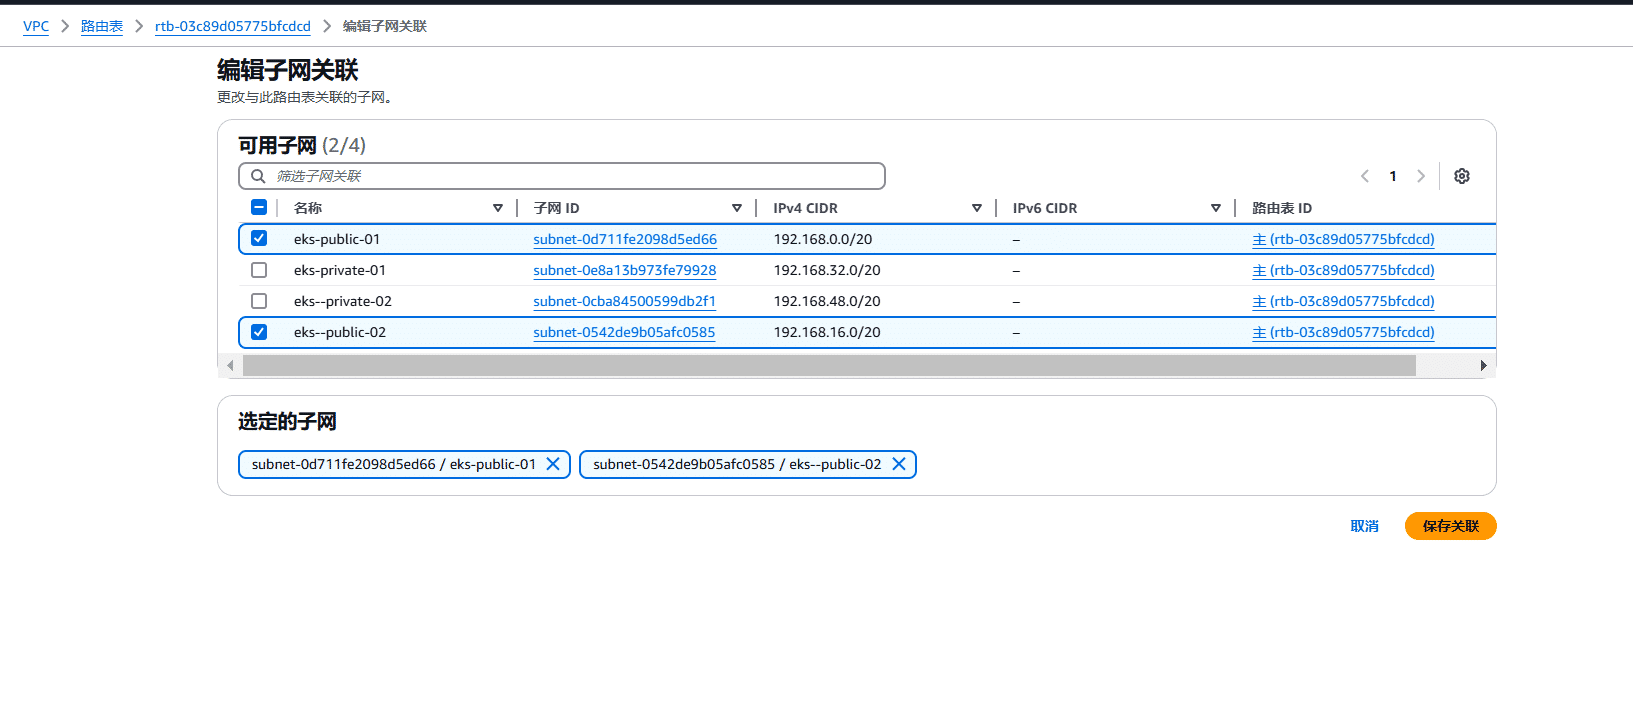 VPC > 路由表 > rtb-03c89d05775bfcdcd > 编辑子网关联
编辑子网关联
更改与此路由表关联的子网。
可用子网 (2/4)
筛选子网关联
1
名称 子网 ID IPv4 CIDR IPv6 CIDR 路由表 ID
eks-public-01 subnet-0d711fe2098d5ed66 192.168.0.0/20 – 主 (rtb-03c89d05775bfcdcd)
eks-private-01 subnet-0e8a13b973fe79928 192.168.32.0/20 – 主 (rtb-03c89d05775bfcdcd)
eks--private-02 subnet-0cba84500599db2f1 192.168.48.0/20 – 主 (rtb-03c89d05775bfcdcd)
eks--public-02 subnet-0542de9b05afc0585 192.168.16.0/20 – 主 (rtb-03c89d05775bfcdcd)
选定的子网
subnet-0d711fe2098d5ed66 / eks-public-01 subnet-0542de9b05afc0585 / eks--public-02
取消 保存关联